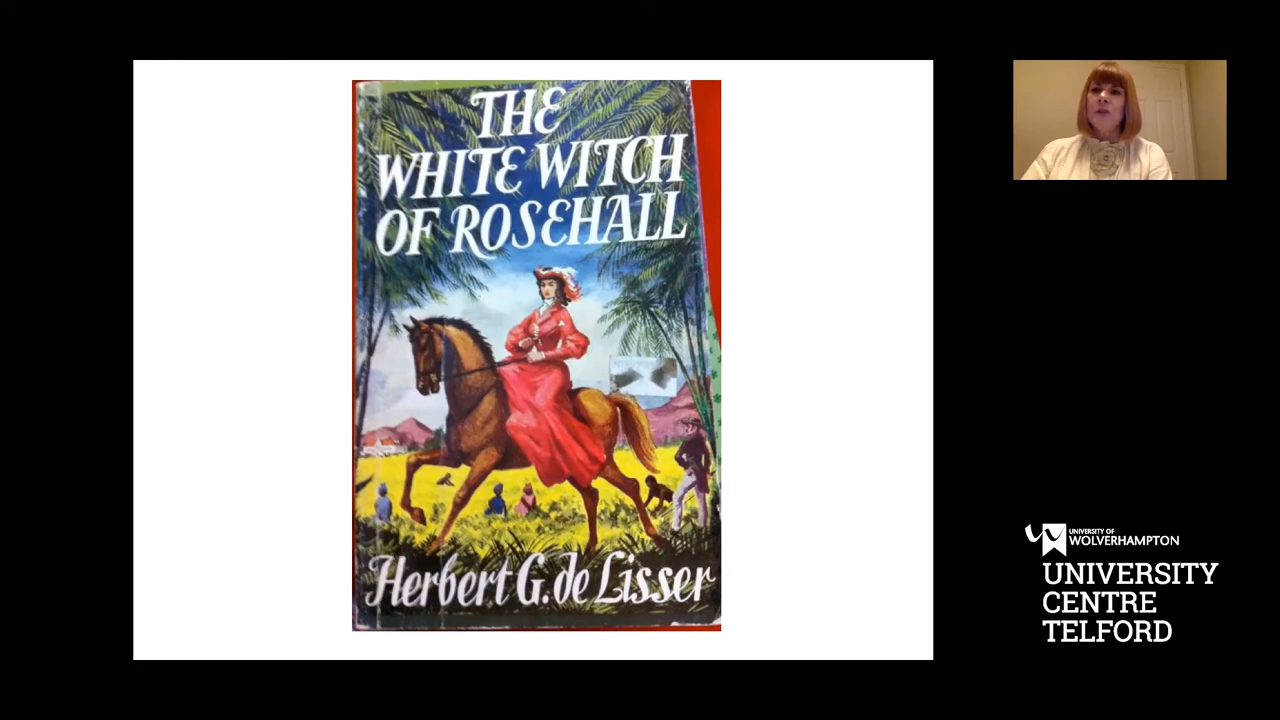 THE
WHITE WITCH
OF ROSEHALL
Herbert G. de Lisser
UNIVERSITY OF
WOLVERHAMPTON
UNIVERSITY
CENTRE
TELFORD